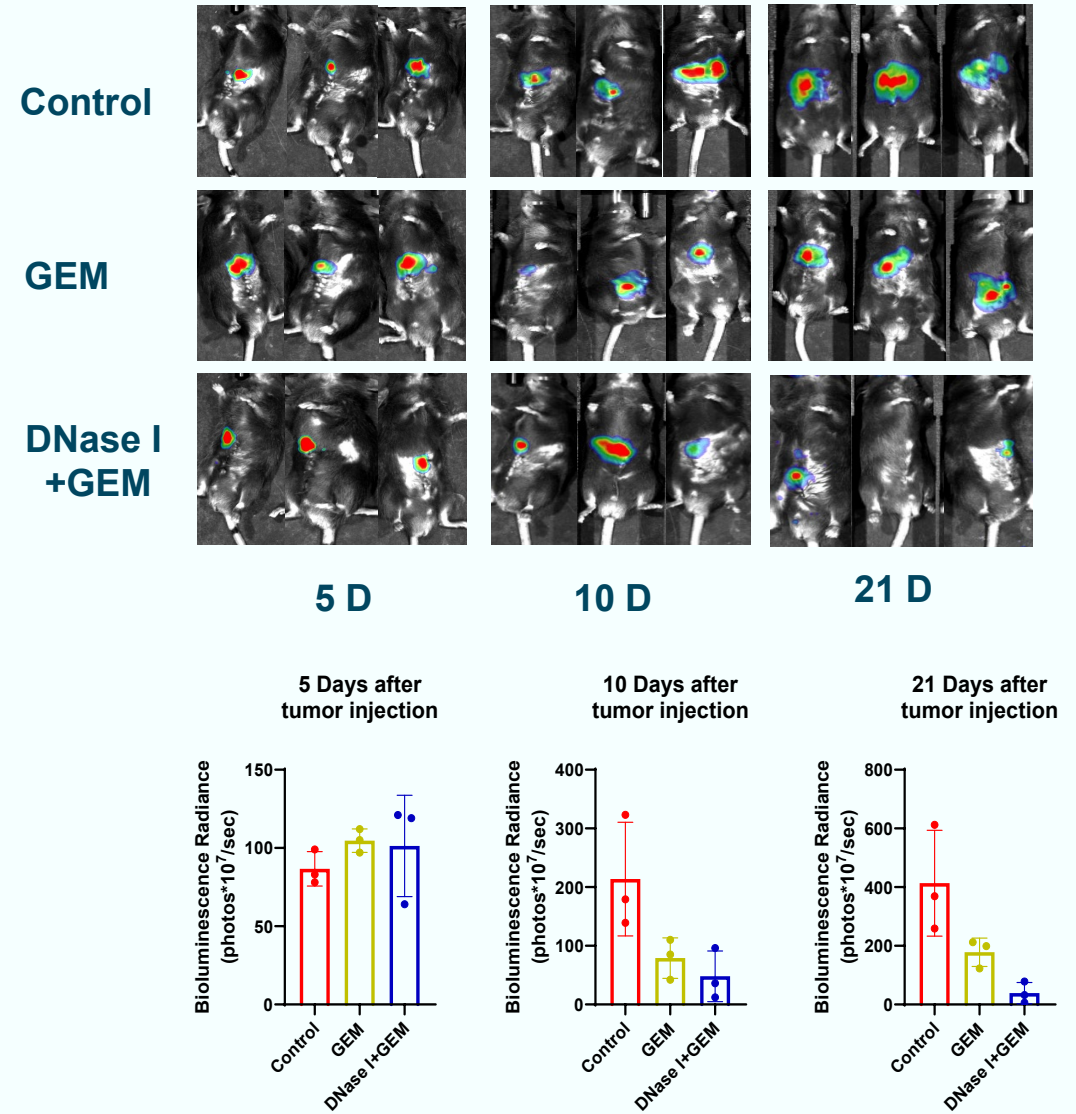 Control
GEM
DNase I
+GEM
5 D
10 D
21 D
5 Days after
tumor injection
Bioluminescence Radiance
(photos*10⁷/sec)
150
100
50
0
Control
GEM
DNase I+GEM
10 Days after
tumor injection
Bioluminescence Radiance
(photos*10⁷/sec)
400
300
200
100
0
Control
GEM
DNase I+GEM
21 Days after
tumor injection
Bioluminescence Radiance
(photos*10⁷/sec)
800
600
400
200
0
Control
GEM
DNase I+GEM